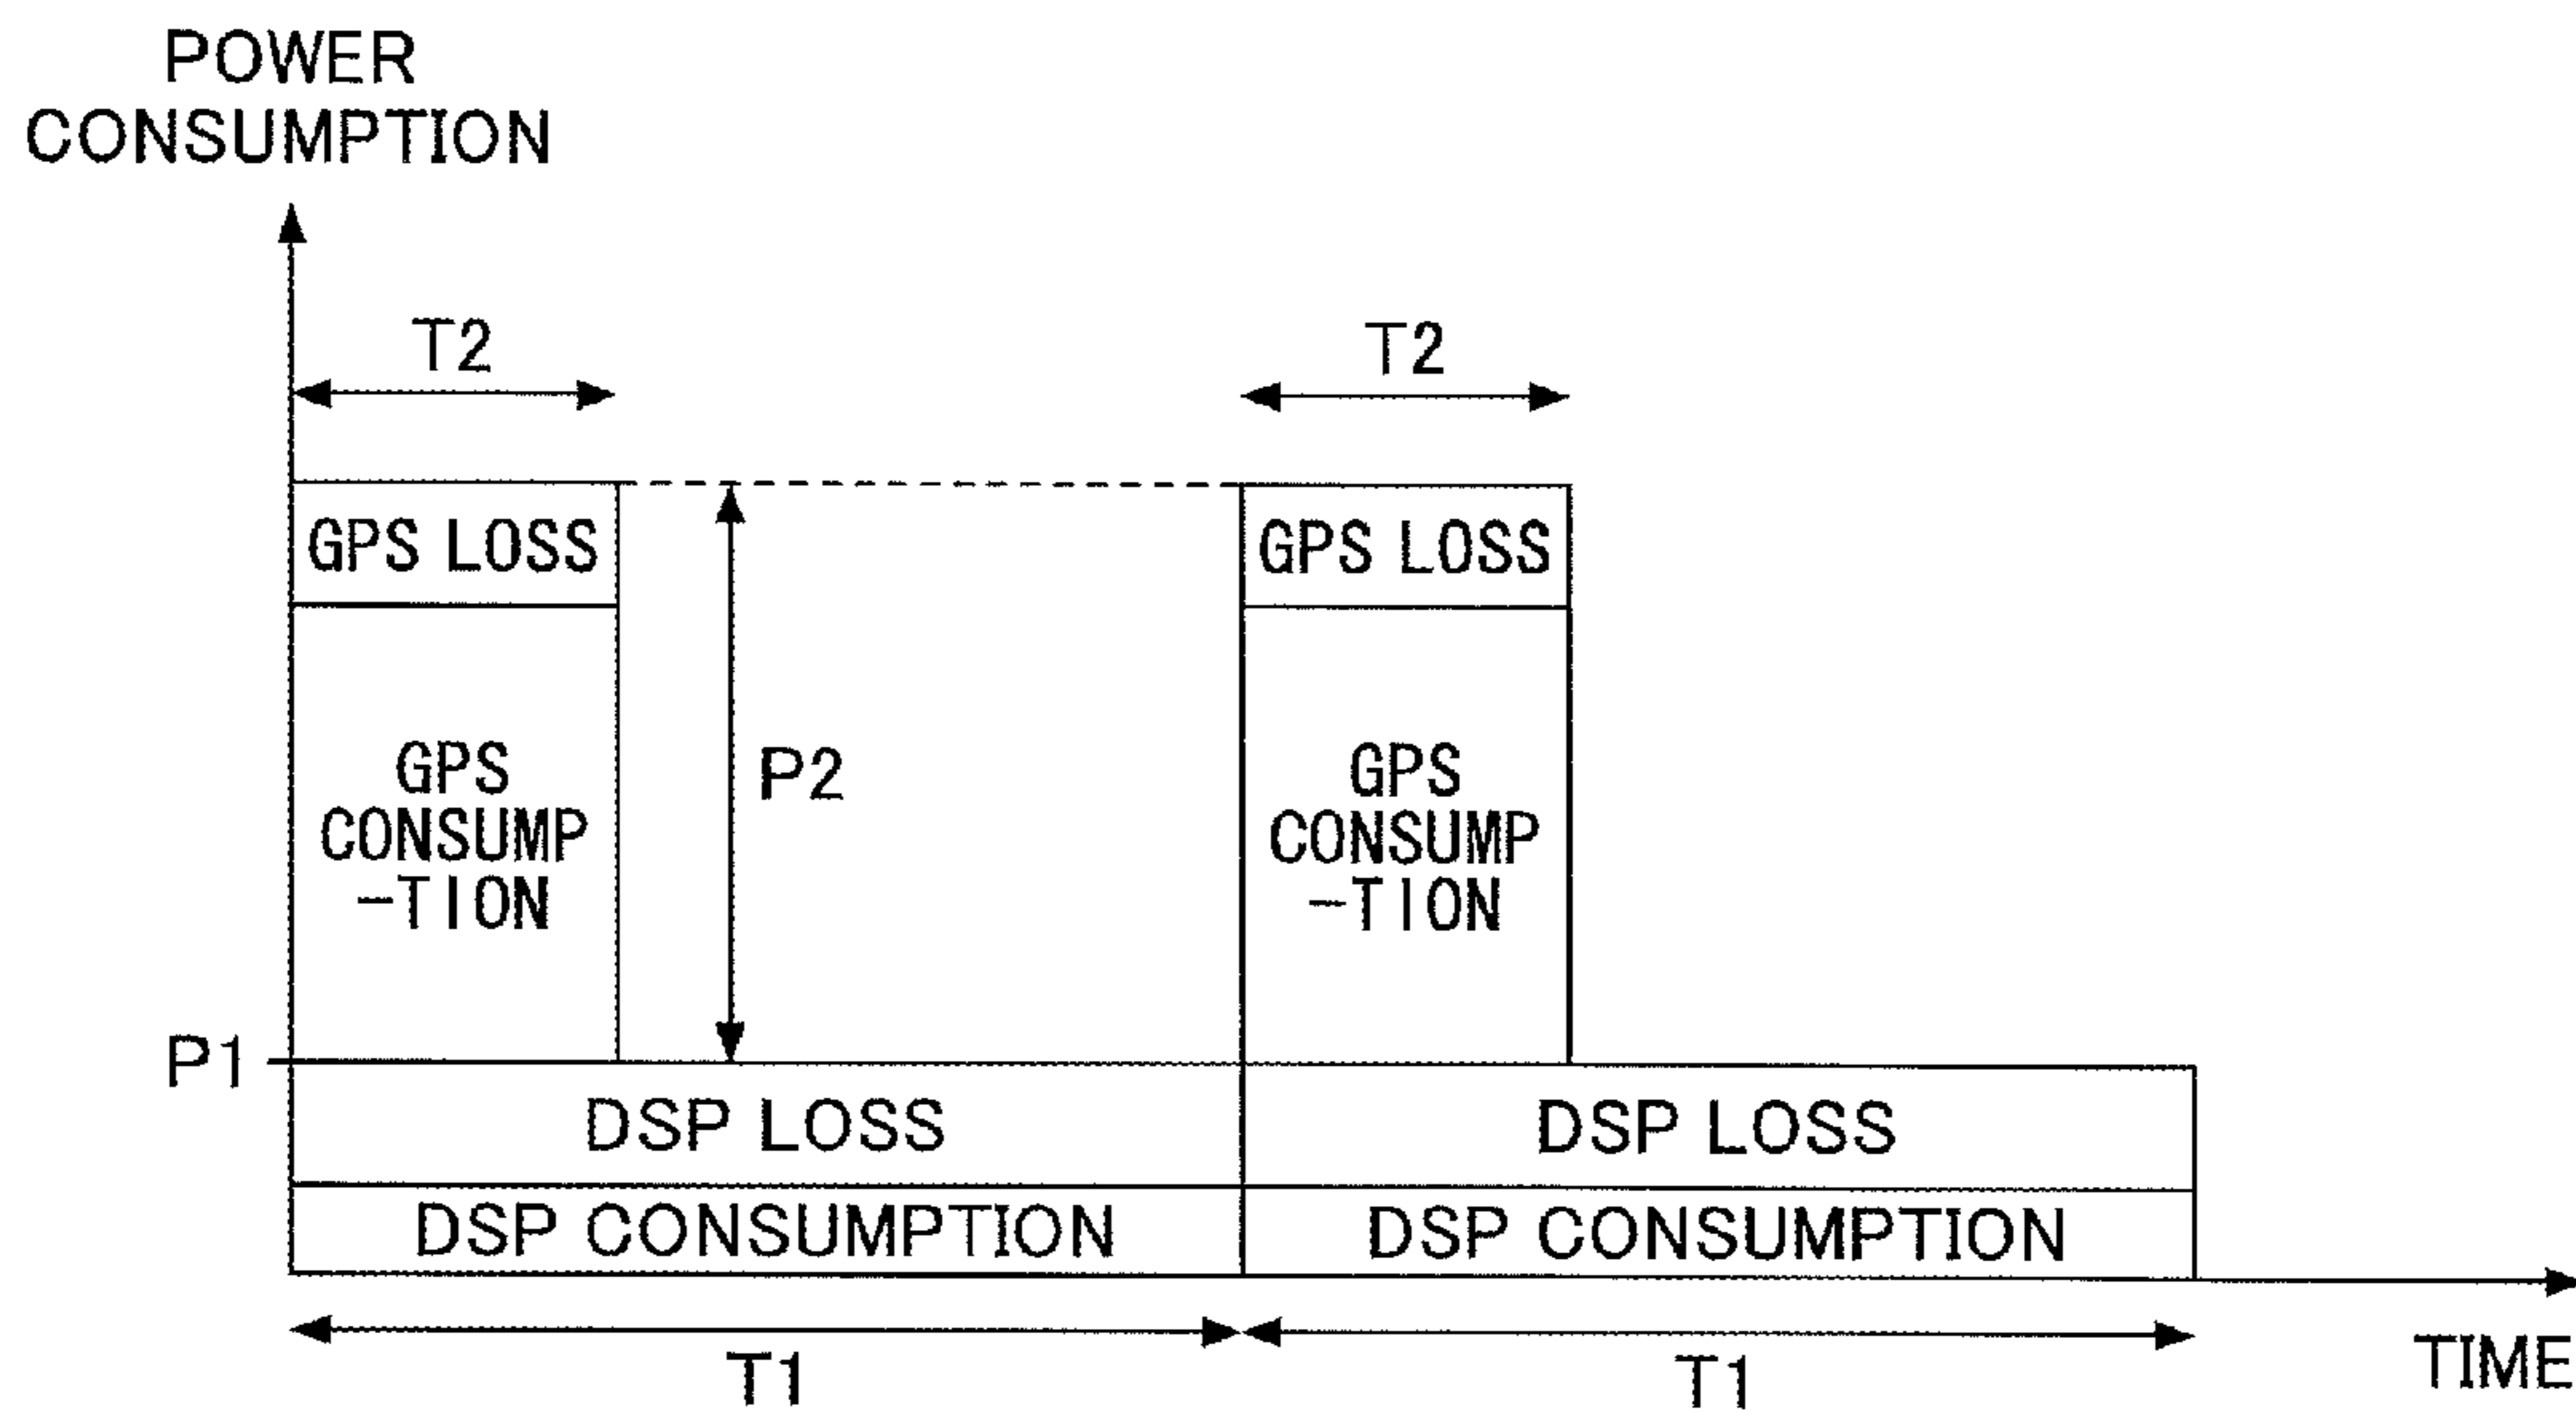 POWER
CONSUMPTION
T2
T2
GPS LOSS
GPS LOSS
GPS
CONSUMP
-TION
P2
GPS
CONSUMP
-TION
P1
DSP LOSS
DSP LOSS
DSP CONSUMPTION
DSP CONSUMPTION
T1
T1
TIME